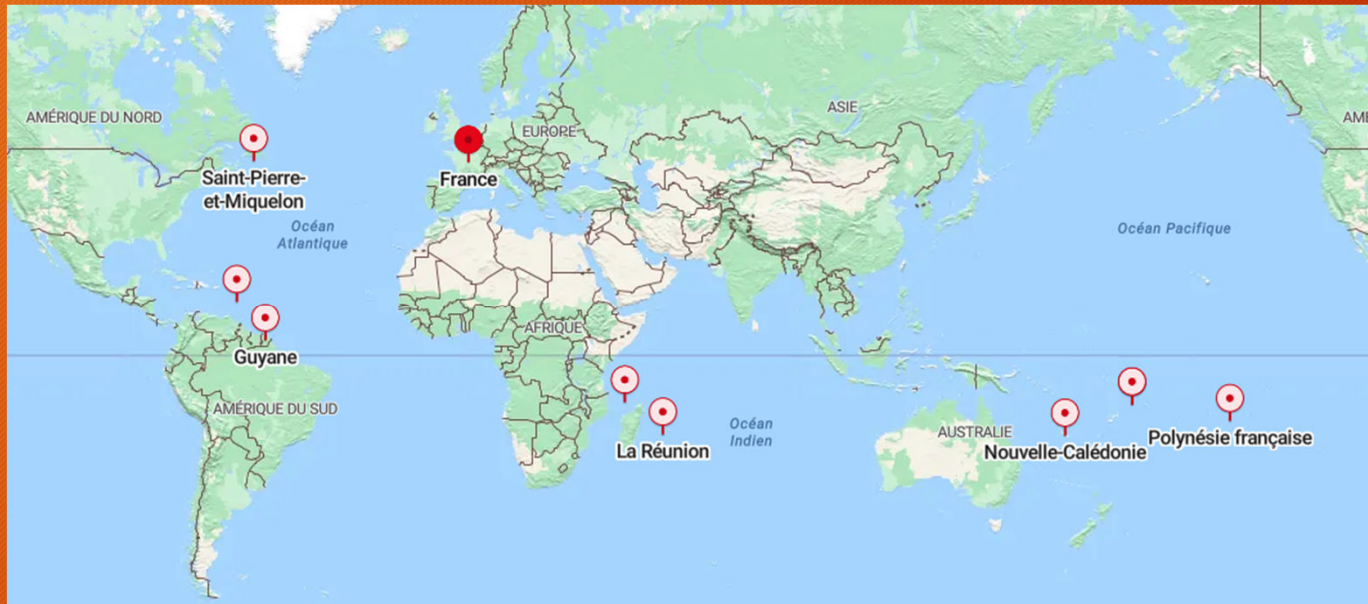 AMÉRIQUE DU NORD
Saint-Pierre-
et-Miquelon
Océan
Atlantique
Guyane
AMÉRIQUE DU SUD
France
EUROPE
ASIE
AFRIQUE
La Réunion
Océan
Indien
AUSTRALIE
Nouvelle-Calédonie
Polynésie française
Océan Pacifique
AMÉ